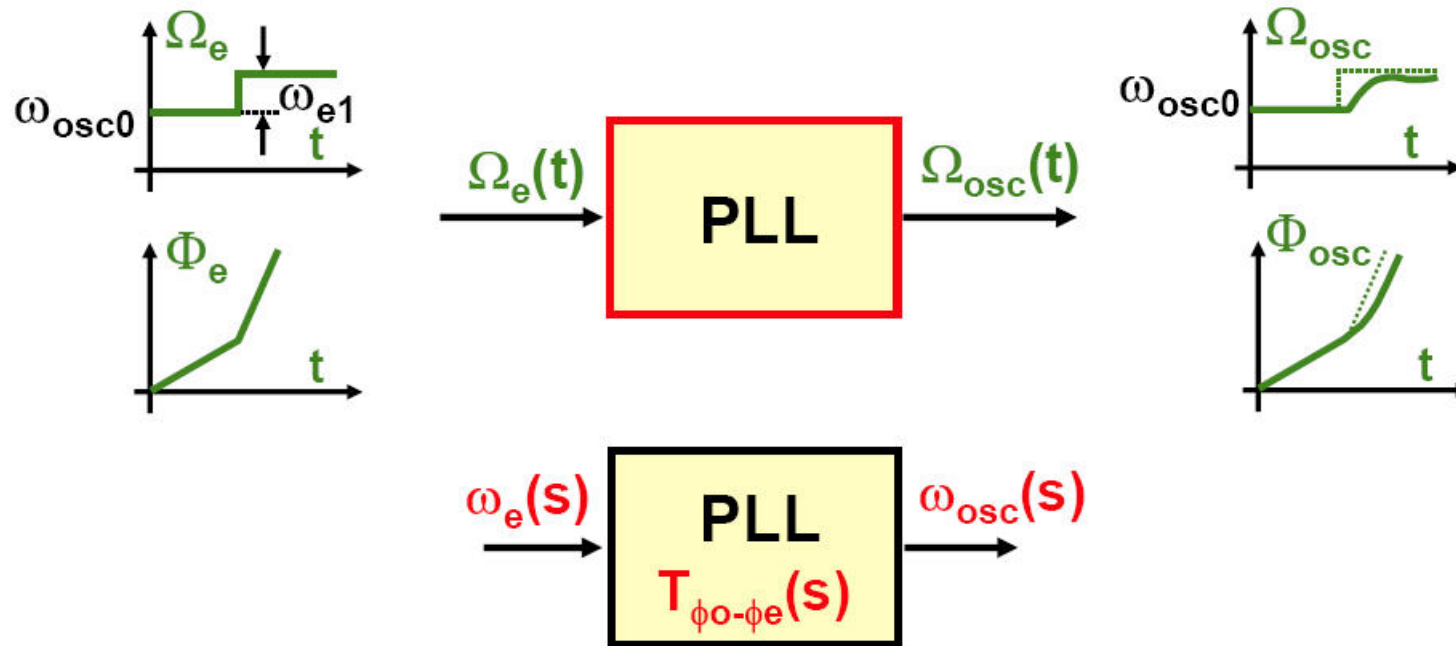 Ωe
ωosc0
ωe1
t
Φe
t
Ωe(t)
PLL
Ωosc(t)
Ωosc
ωosc0
t
Φosc
t
ωe(s)
PLL
Tϕo-ϕe(s)
ωosc(s)